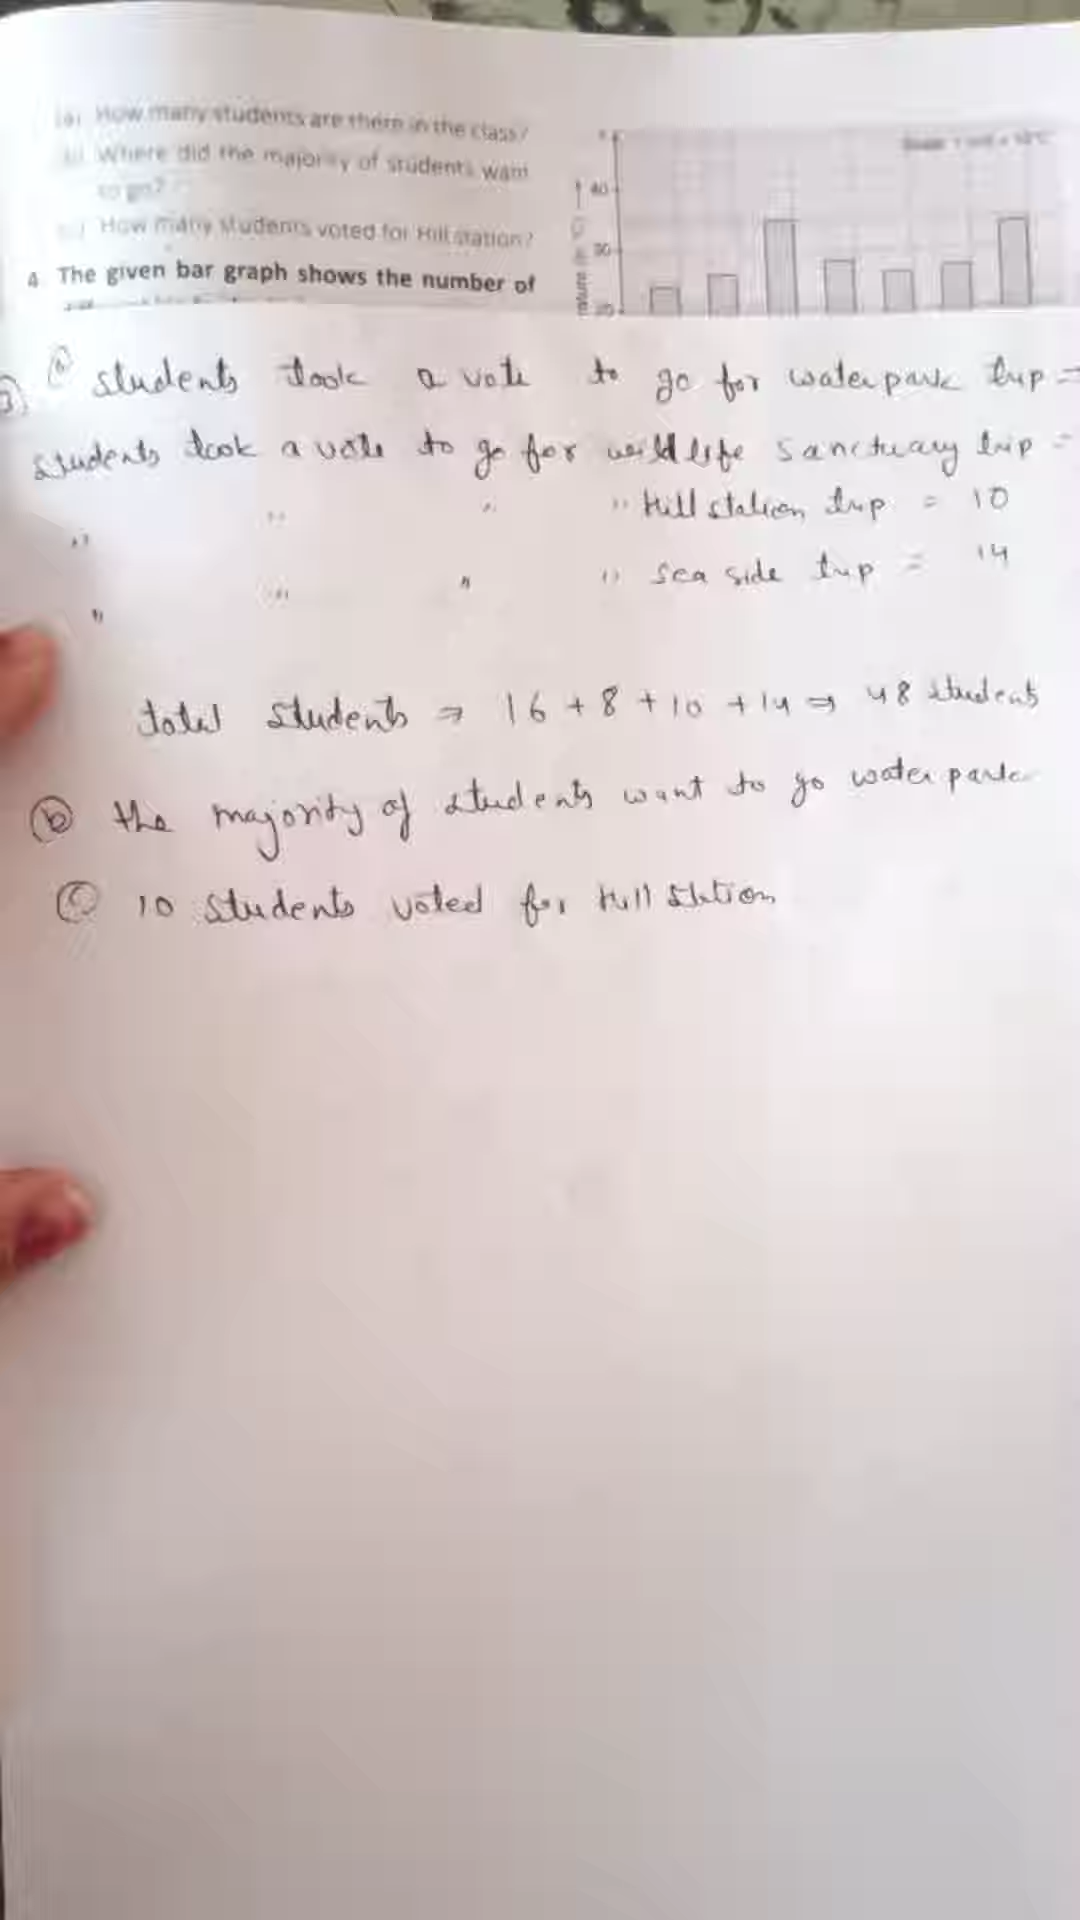 (a) How many students are there in the class?
(b) Where did the majority of students want
to go?
(c) How many students voted for Hill station?
4. The given bar graph shows the number of
40
30
20
(a) students took a vote to go for waterpark trip =
students took a vote to go for wild life sanctuary trip =
" " " " Hill station trip = 10
" " " " sea side trip = 14
total students ⇒ 16 + 8 + 10 + 14 ⇒ 48 students
(b) the majority of students want to go water park
(c) 10 students voted for Hill station